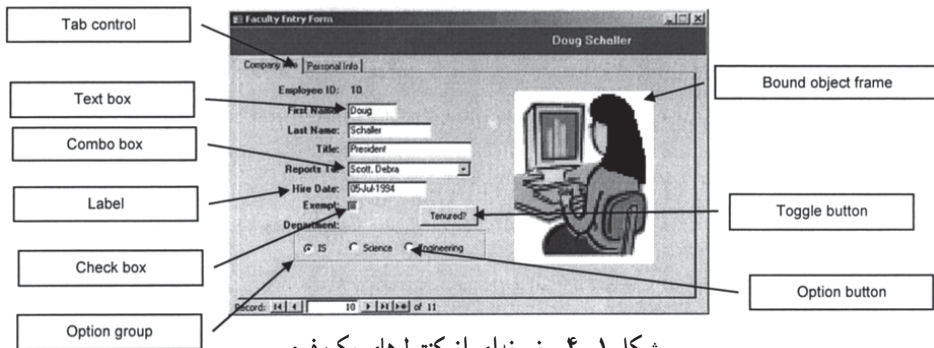 Tab control
Text box
Combo box
Label
Check box
Option group
Faculty Entry Form
Doug Schaller
Company Info
Personal Info
Employee ID: 10
First Name: Doug
Last Name: Schaller
Title: President
Reports To: Scott, Debra
Hire Date: 05-Jul-1994
Exempt:
Tenured?
Department:
IS Science Engineering
Record: 10 of 11
Bound object frame
Toggle button
Option button